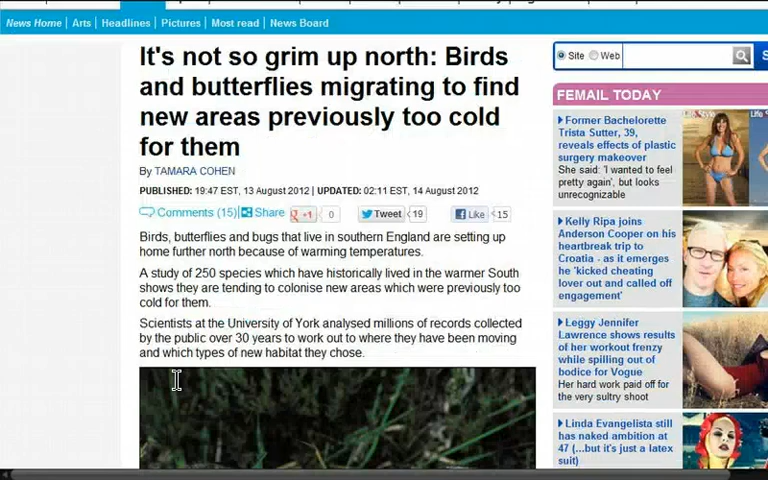 News Home | Arts | Headlines | Pictures | Most read | News Board
It's not so grim up north: Birds
and butterflies migrating to find
new areas previously too cold
for them
By TAMARA COHEN
PUBLISHED: 19:47 EST, 13 August 2012 | UPDATED: 02:11 EST, 14 August 2012
Comments (15) Share +1 0 Tweet 19 Like 15
Birds, butterflies and bugs that live in southern England are setting up
home further north because of warming temperatures.
A study of 250 species which have historically lived in the warmer South
shows they are tending to colonise new areas which were previously too
cold for them.
Scientists at the University of York analysed millions of records collected
by the public over 30 years to work out to where they have been moving
and which types of new habitat they chose.
Site Web
FEMAIL TODAY
Former Bachelorette
Trista Sutter, 39,
reveals effects of plastic
surgery makeover
She said: 'I wanted to feel
pretty again', but looks
unrecognizable
Kelly Ripa joins
Anderson Cooper on his
heartbreak trip to
Croatia - as it emerges
he 'kicked cheating
lover out and called off
engagement'
Leggy Jennifer
Lawrence shows results
of her workout frenzy
while spilling out of
bodice for Vogue
Her hard work paid off for
the very sultry shoot
Linda Evangelista still
has naked ambition at
47 (...but it's just a latex
suit)